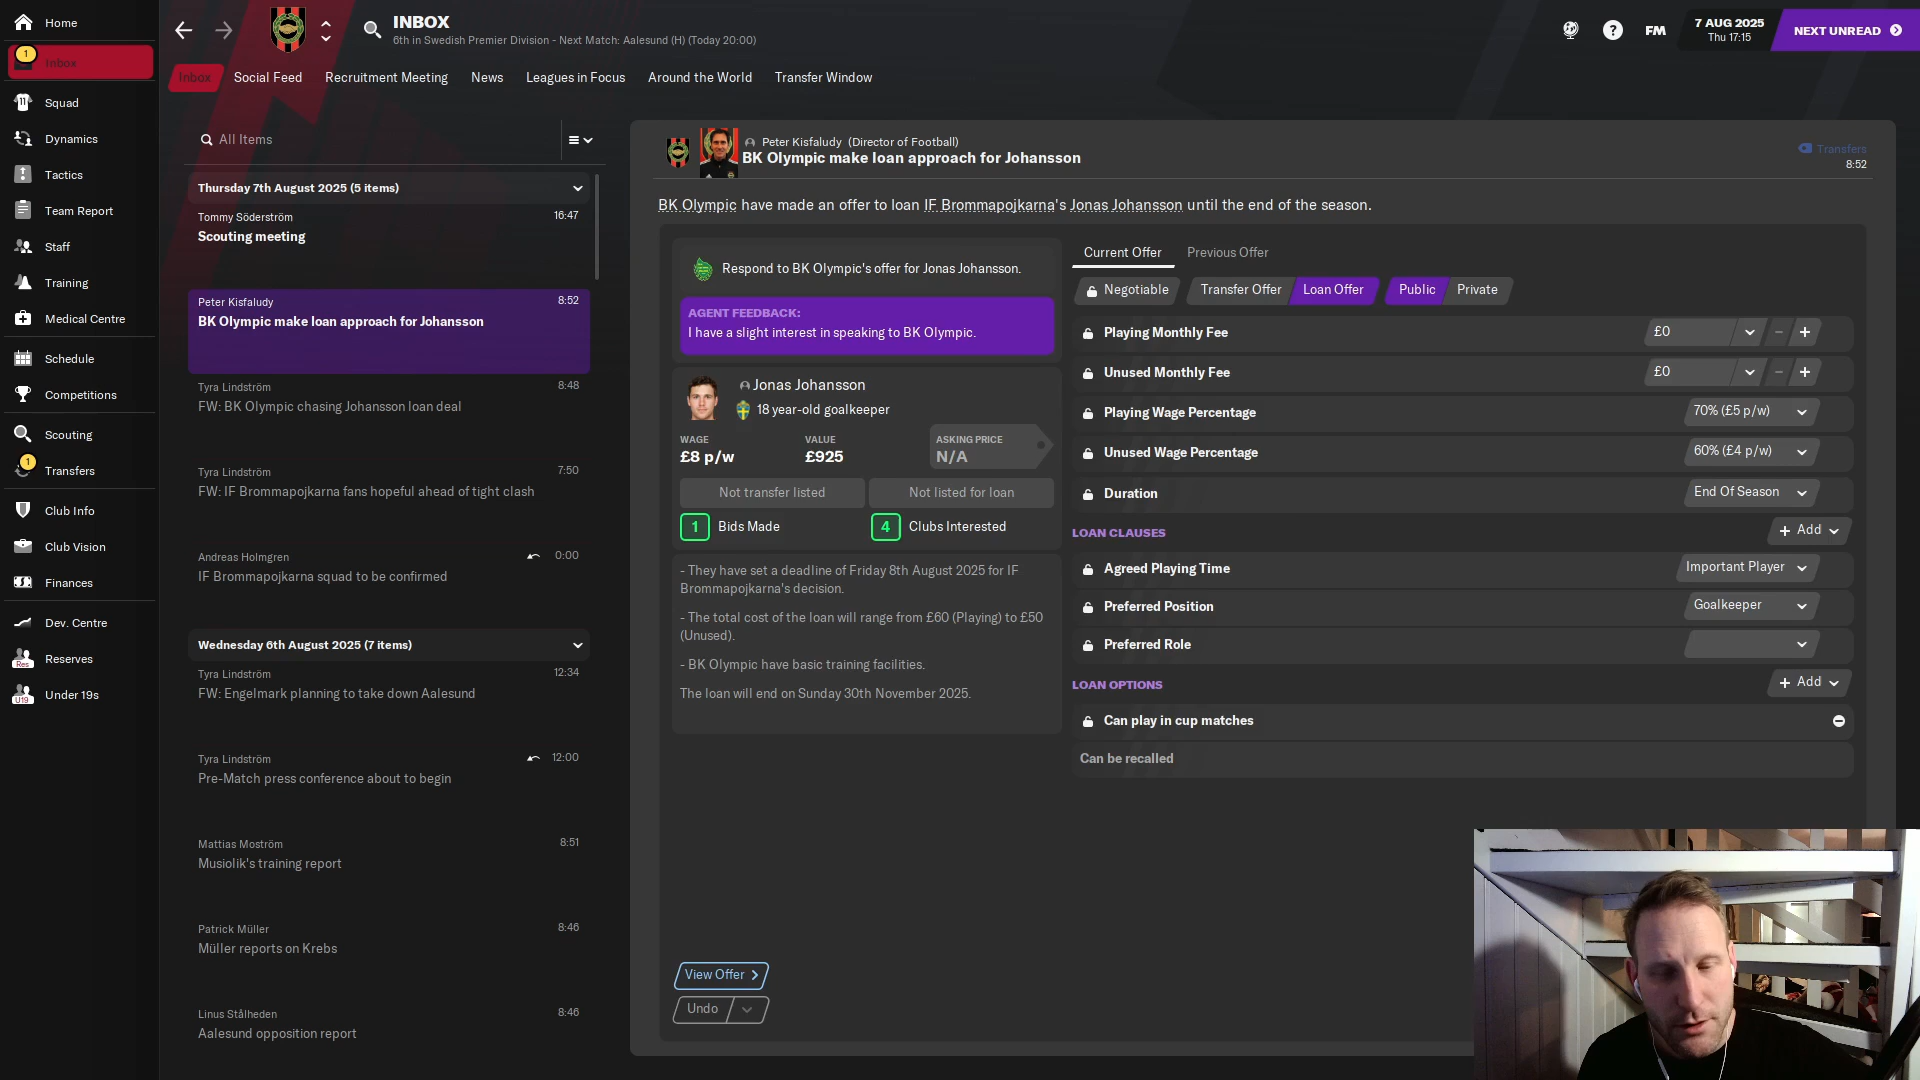 Home
1
Inbox
Squad
Dynamics
Tactics
Team Report
Staff
Training
Medical Centre
Schedule
Competitions
Scouting
1
Transfers
Club Info
Club Vision
Finances
Dev. Centre
Res
Reserves
U19
Under 19s
INBOX
6th in Swedish Premier Division - Next Match: Aalesund (H) (Today 20:00)
FM
7 AUG 2025
Thu 17:15
NEXT UNREAD
Inbox
Social Feed
Recruitment Meeting
News
Leagues in Focus
Around the World
Transfer Window
All Items
Thursday 7th August 2025 (5 items)
Tommy Söderström 16:47
Scouting meeting
Peter Kisfaludy 8:52
BK Olympic make loan approach for Johansson
Tyra Lindström 8:48
FW: BK Olympic chasing Johansson loan deal
Tyra Lindström 7:50
FW: IF Brommapojkarna fans hopeful ahead of tight clash
Andreas Holmgren 0:00
IF Brommapojkarna squad to be confirmed
Wednesday 6th August 2025 (7 items)
Tyra Lindström 12:34
FW: Engelmark planning to take down Aalesund
Tyra Lindström 12:00
Pre-Match press conference about to begin
Mattias Moström 8:51
Musiolik's training report
Patrick Müller 8:46
Müller reports on Krebs
Linus Stålheden 8:46
Aalesund opposition report
Peter Kisfaludy (Director of Football)
BK Olympic make loan approach for Johansson
Transfers
8:52
BK Olympic have made an offer to loan IF Brommapojkarna's Jonas Johansson until the end of the season.
Respond to BK Olympic's offer for Jonas Johansson.
AGENT FEEDBACK:
I have a slight interest in speaking to BK Olympic.
Jonas Johansson
18 year-old goalkeeper
WAGE VALUE ASKING PRICE
£8 p/w £925 N/A
Not transfer listed Not listed for loan
1 Bids Made 4 Clubs Interested
- They have set a deadline of Friday 8th August 2025 for IF
Brommapojkarna's decision.
- The total cost of the loan will range from £60 (Playing) to £50
(Unused).
- BK Olympic have basic training facilities.
The loan will end on Sunday 30th November 2025.
View Offer
Undo
Current Offer Previous Offer
Negotiable Transfer Offer Loan Offer Public Private
Playing Monthly Fee £0
Unused Monthly Fee £0
Playing Wage Percentage 70% (£5 p/w)
Unused Wage Percentage 60% (£4 p/w)
Duration End Of Season
LOAN CLAUSES + Add
Agreed Playing Time Important Player
Preferred Position Goalkeeper
Preferred Role
LOAN OPTIONS + Add
Can play in cup matches
Can be recalled